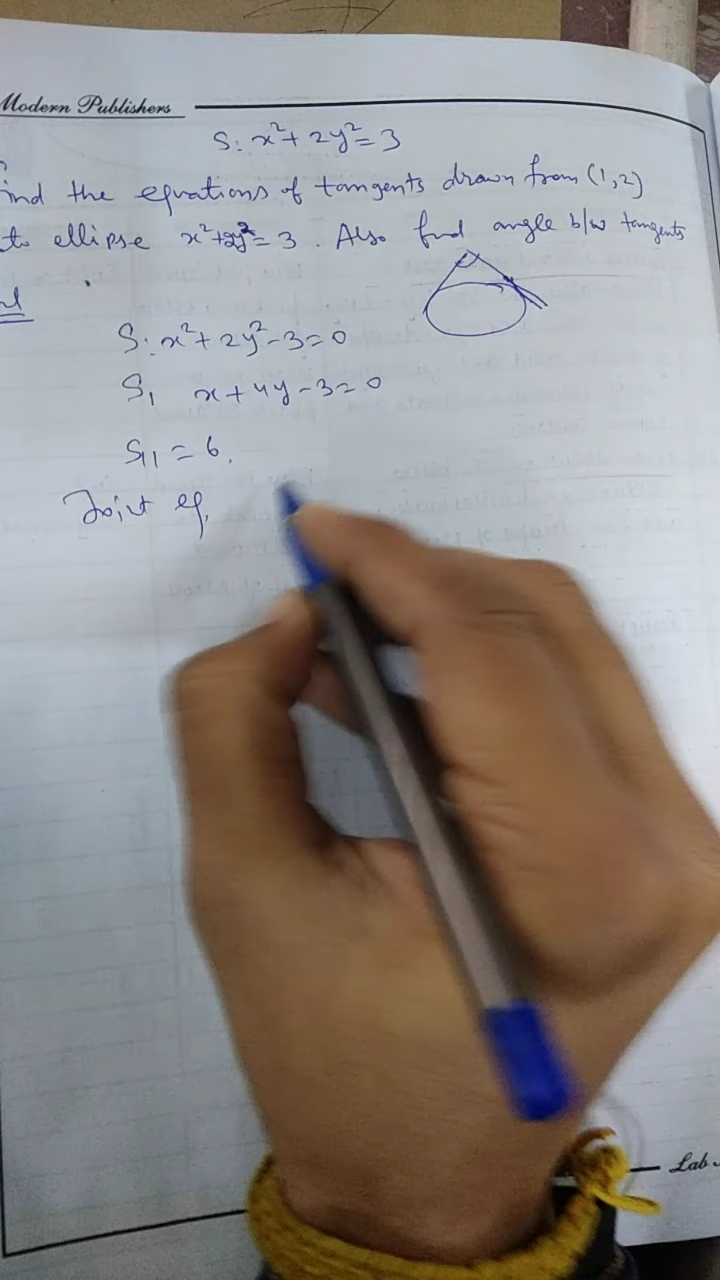 Modern Publishers
S: x²+ 2y²= 3
ind the equations of tangents drawn from (1,2)
to ellipse x²+2y²= 3. Also find angle b/w tangents
S: x²+ 2y²-3=0
S₁ x+4y-3=0
S₁₁ = 6.
Joint eq.
Lab